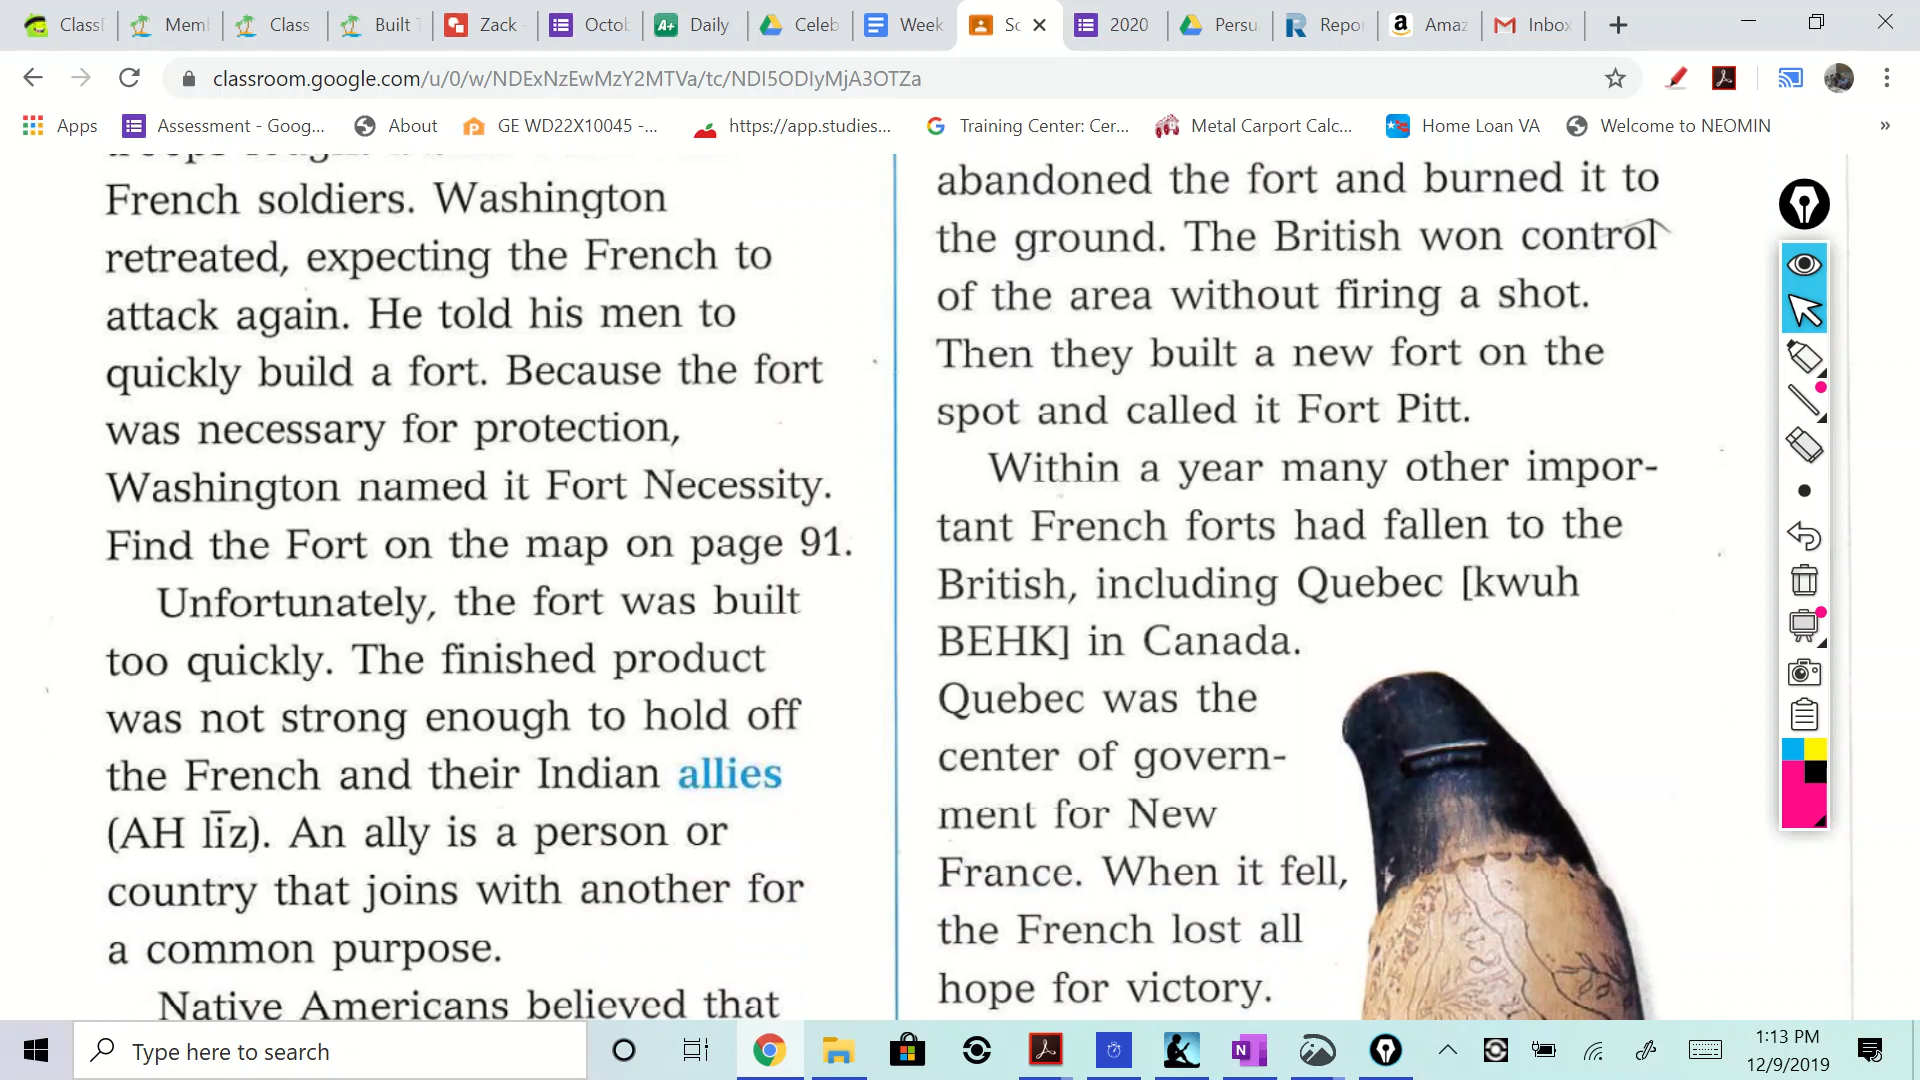 ClassI
Meml
Class
Built T
Zack -
Octob
Daily
Celeb
Week
Sc
2020
Persu
Repo
Amaz
Inbox
classroom.google.com/u/0/w/NDExNzEwMzY2MTVa/tc/NDI5ODIyMjA3OTZa
Apps
Assessment - Goog...
About
GE WD22X10045 -...
https://app.studies...
Training Center: Cer...
Metal Carport Calc...
Home Loan VA
Welcome to NEOMIN
»
French soldiers. Washington
retreated, expecting the French to
attack again. He told his men to
quickly build a fort. Because the fort
was necessary for protection,
Washington named it Fort Necessity.
Find the Fort on the map on page 91.
Unfortunately, the fort was built
too quickly. The finished product
was not strong enough to hold off
the French and their Indian allies
(AH līz). An ally is a person or
country that joins with another for
a common purpose.
Native Americans believed that
abandoned the fort and burned it to
the ground. The British won control
of the area without firing a shot.
Then they built a new fort on the
spot and called it Fort Pitt.
Within a year many other impor-
tant French forts had fallen to the
British, including Quebec [kwuh
BEHK] in Canada.
Quebec was the
center of govern-
ment for New
France. When it fell,
the French lost all
hope for victory.
Type here to search
1:13 PM
12/9/2019